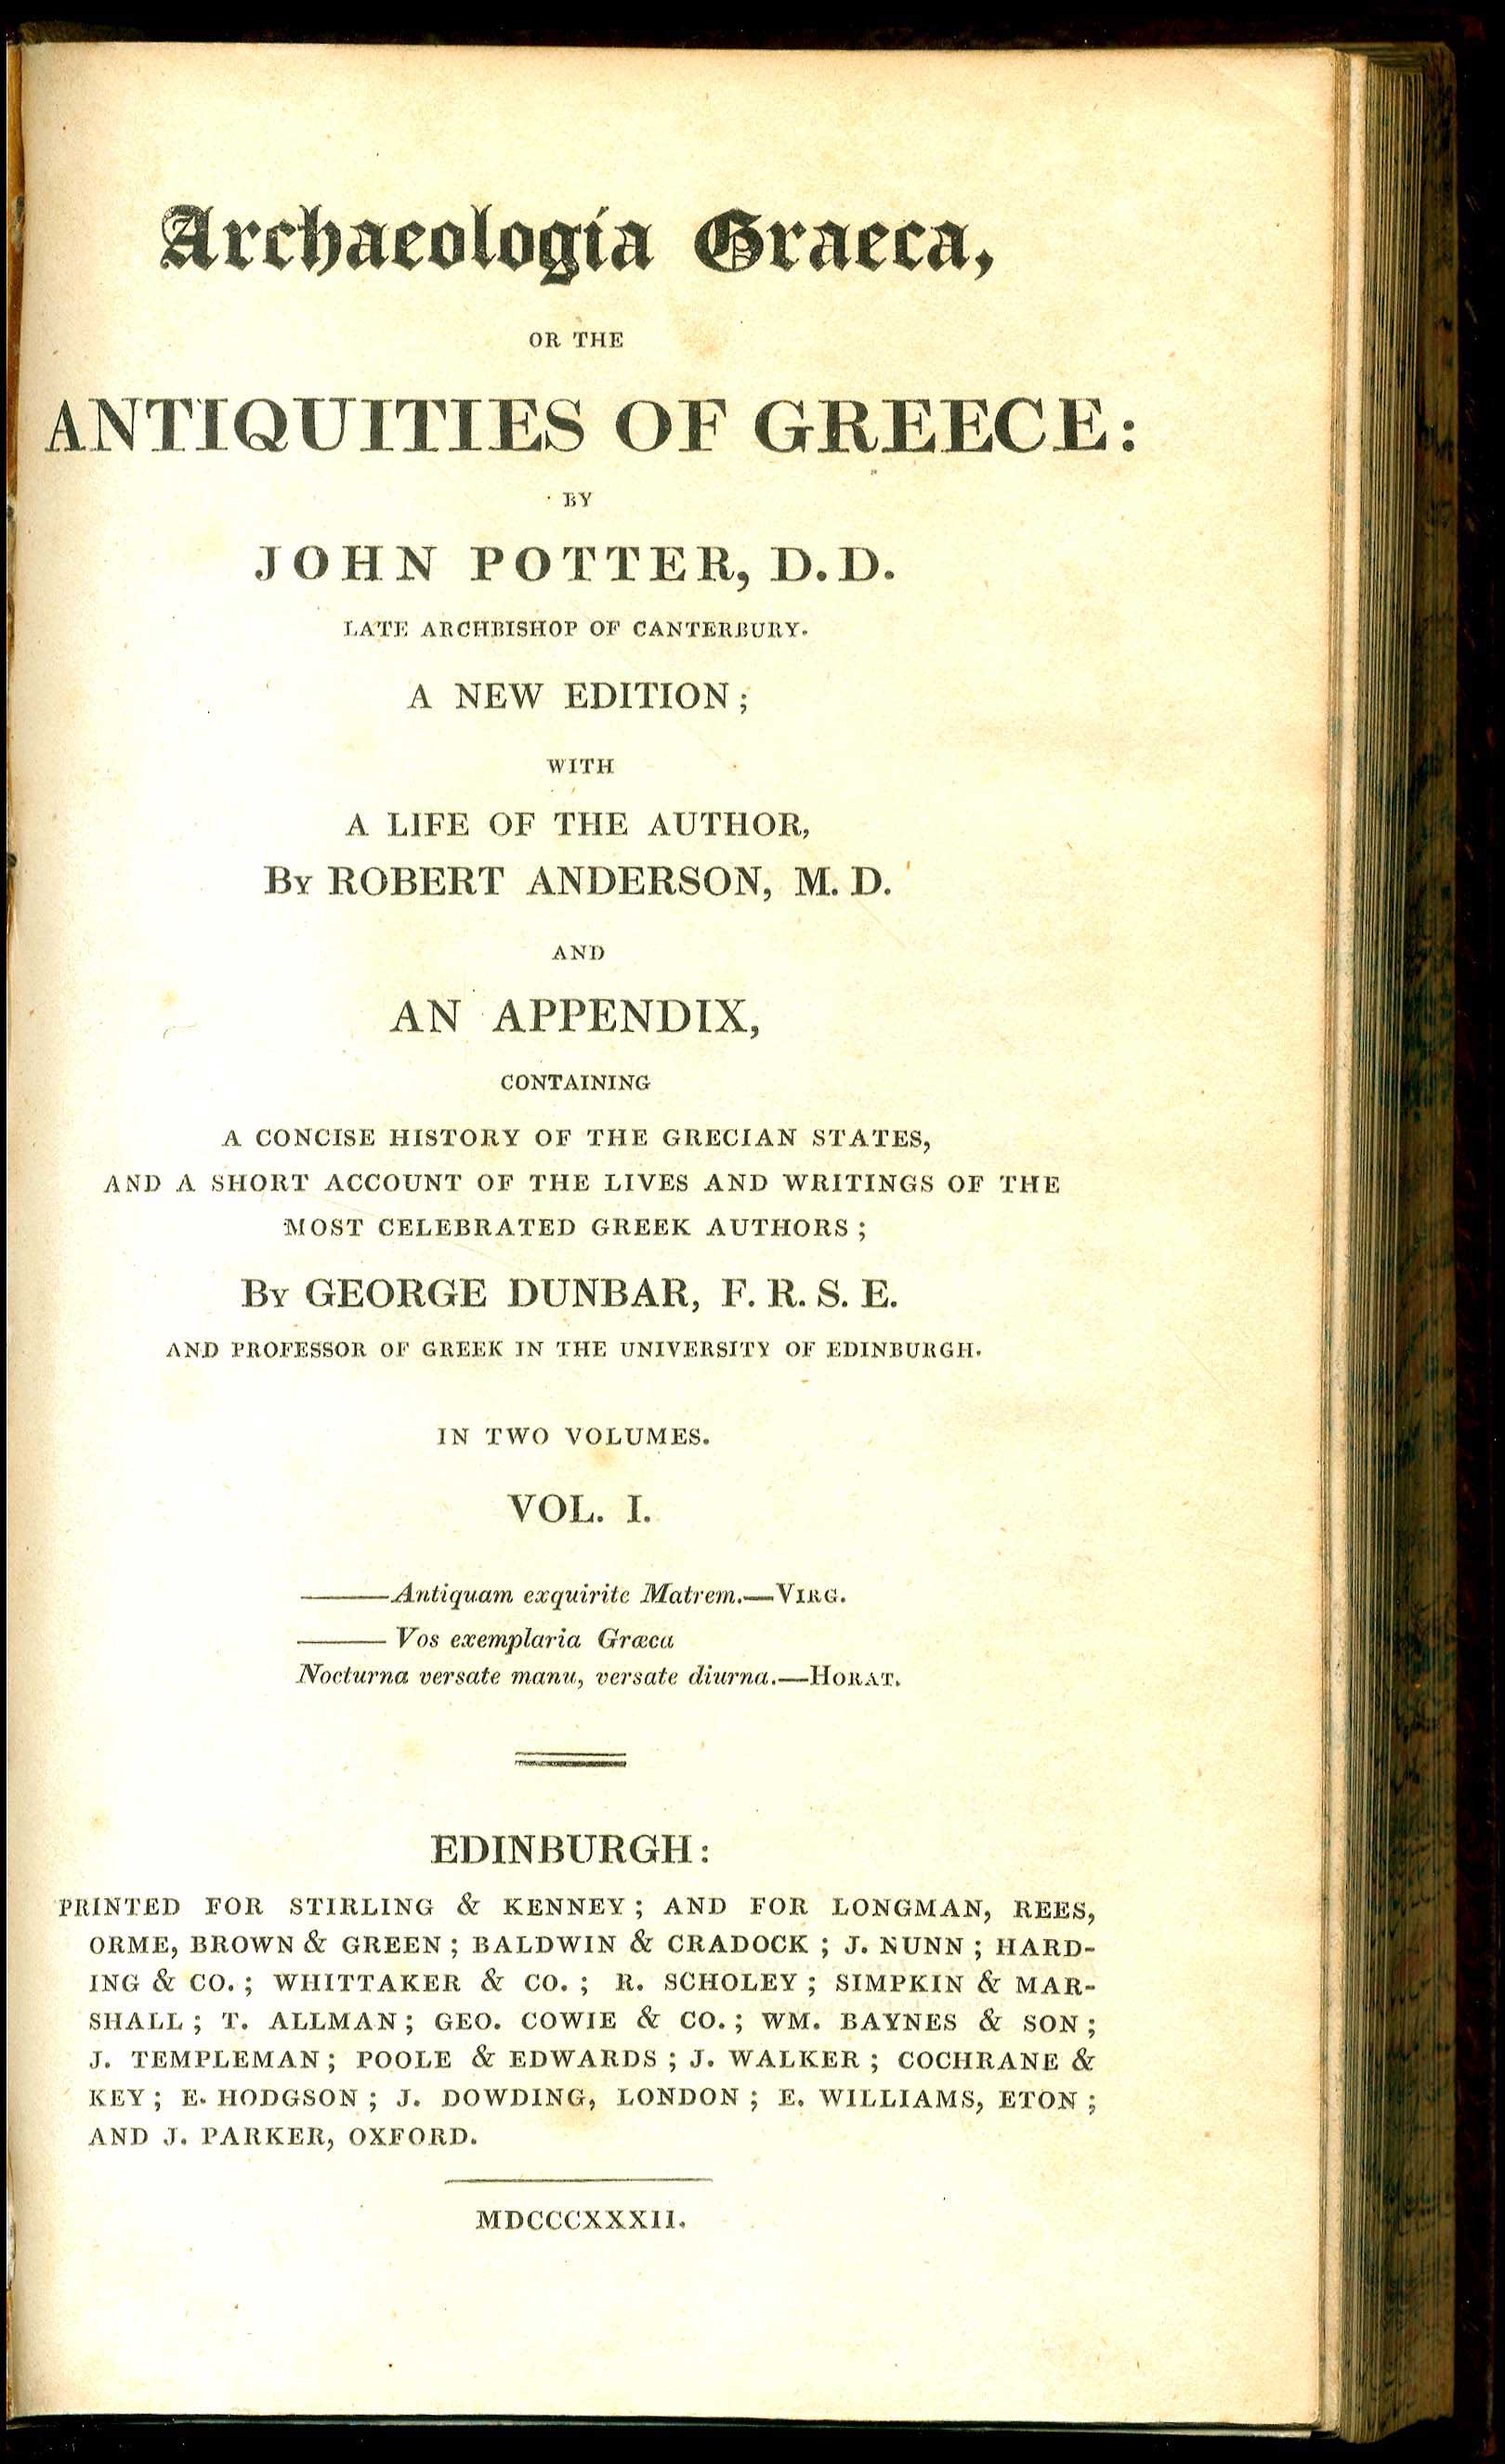 Archaeologia Graeca,
OR THE
ANTIQUITIES OF GREECE:
BY
JOHN POTTER, D.D.
LATE ARCHBISHOP OF CANTERBURY.
A NEW EDITION;
WITH
A LIFE OF THE AUTHOR,
By ROBERT ANDERSON, M. D.
AND
AN APPENDIX,
CONTAINING
A CONCISE HISTORY OF THE GRECIAN STATES,
AND A SHORT ACCOUNT OF THE LIVES AND WRITINGS OF THE
MOST CELEBRATED GREEK AUTHORS;
By GEORGE DUNBAR, F. R. S. E.
AND PROFESSOR OF GREEK IN THE UNIVERSITY OF EDINBURGH.
IN TWO VOLUMES.
VOL. I.
——Antiquam exquirite Matrem.—VIRG.
—— Vos exemplaria Græca
Nocturna versate manu, versate diurna.—HORAT.
EDINBURGH:
PRINTED FOR STIRLING & KENNEY; AND FOR LONGMAN, REES,
ORME, BROWN & GREEN; BALDWIN & CRADOCK; J. NUNN; HARD-
ING & CO.; WHITTAKER & CO.; R. SCHOLEY; SIMPKIN & MAR-
SHALL; T. ALLMAN; GEO. COWIE & CO.; WM. BAYNES & SON;
J. TEMPLEMAN; POOLE & EDWARDS; J. WALKER; COCHRANE &
KEY; E. HODGSON; J. DOWDING, LONDON; E. WILLIAMS, ETON;
AND J. PARKER, OXFORD.
MDCCCXXXII.